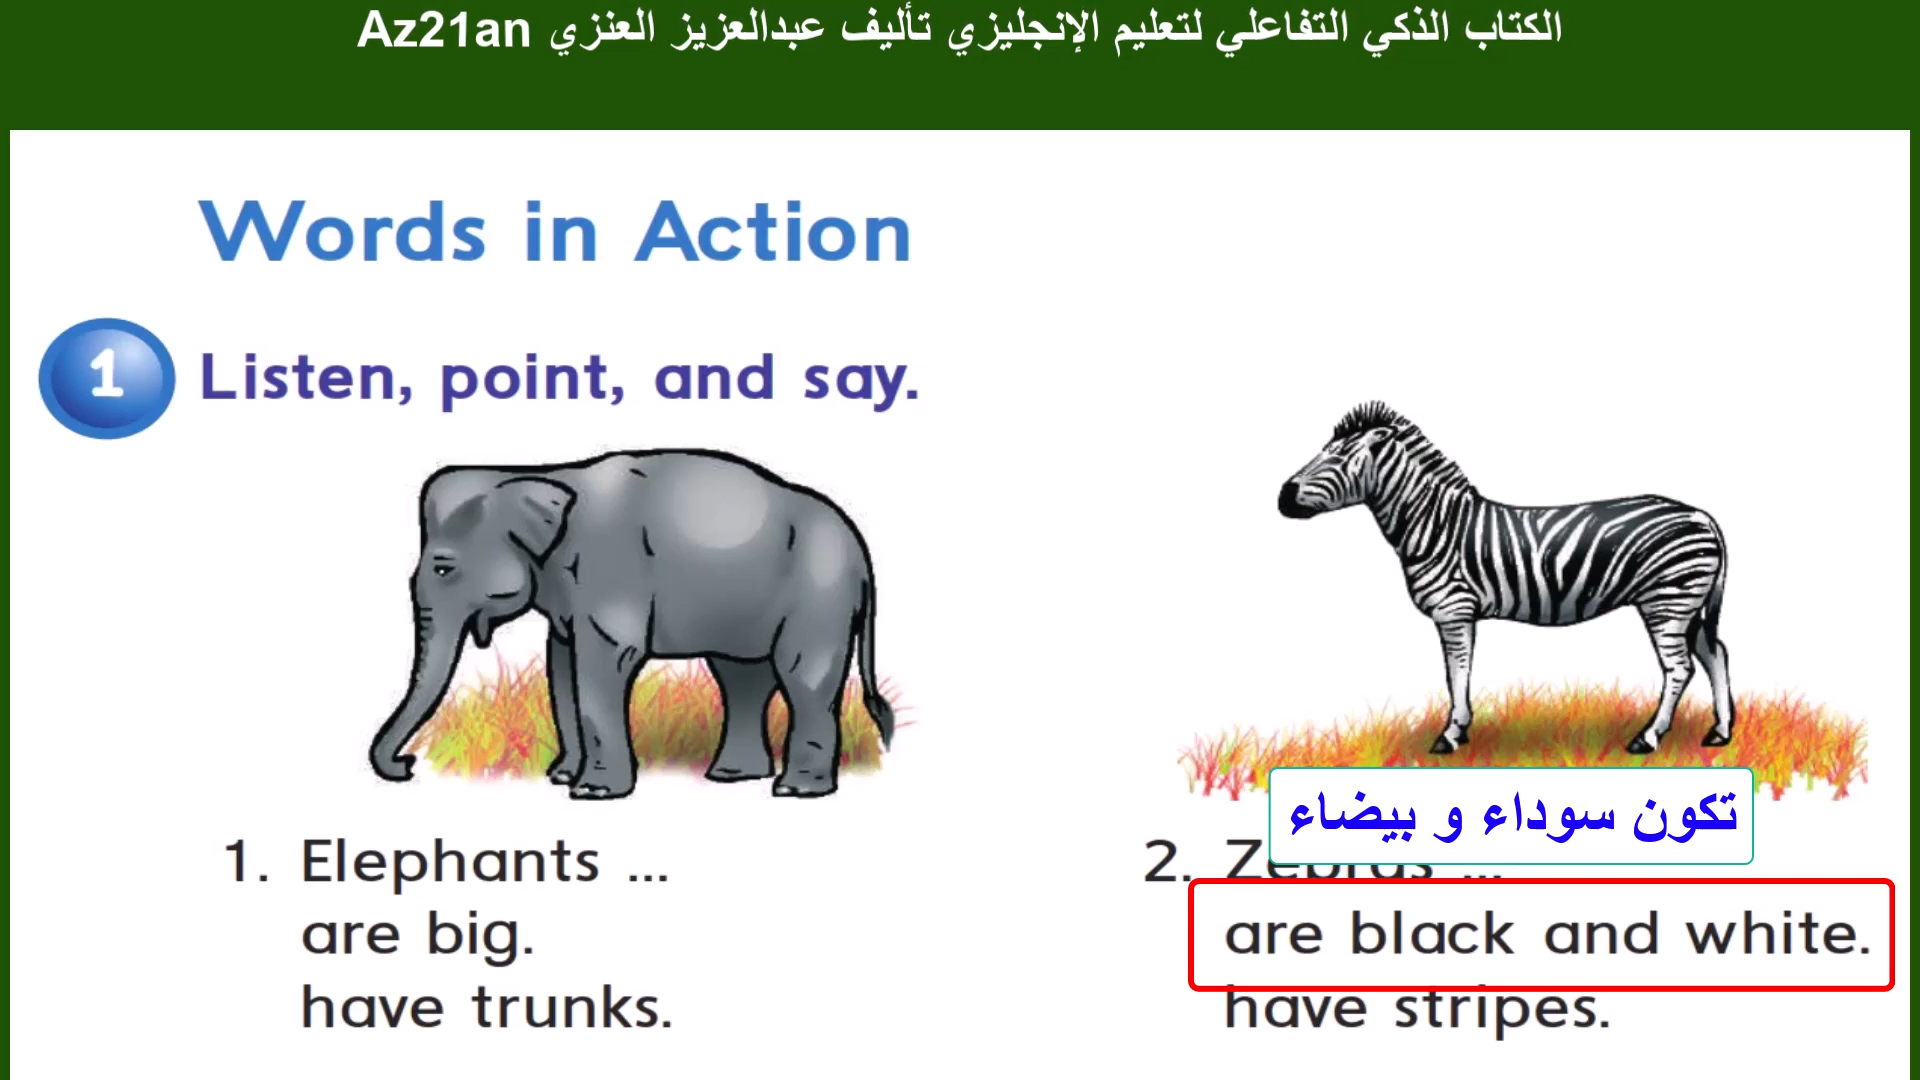 الكتاب الذكي التفاعلي لتعليم الإنجليزي تأليف عبدالعزيز العنزي Az21an
Words in Action
1 Listen, point, and say.
1. Elephants ...
are big.
have trunks.
تكون سوداء و بيضاء
2. Zebras ...
are black and white.
have stripes.